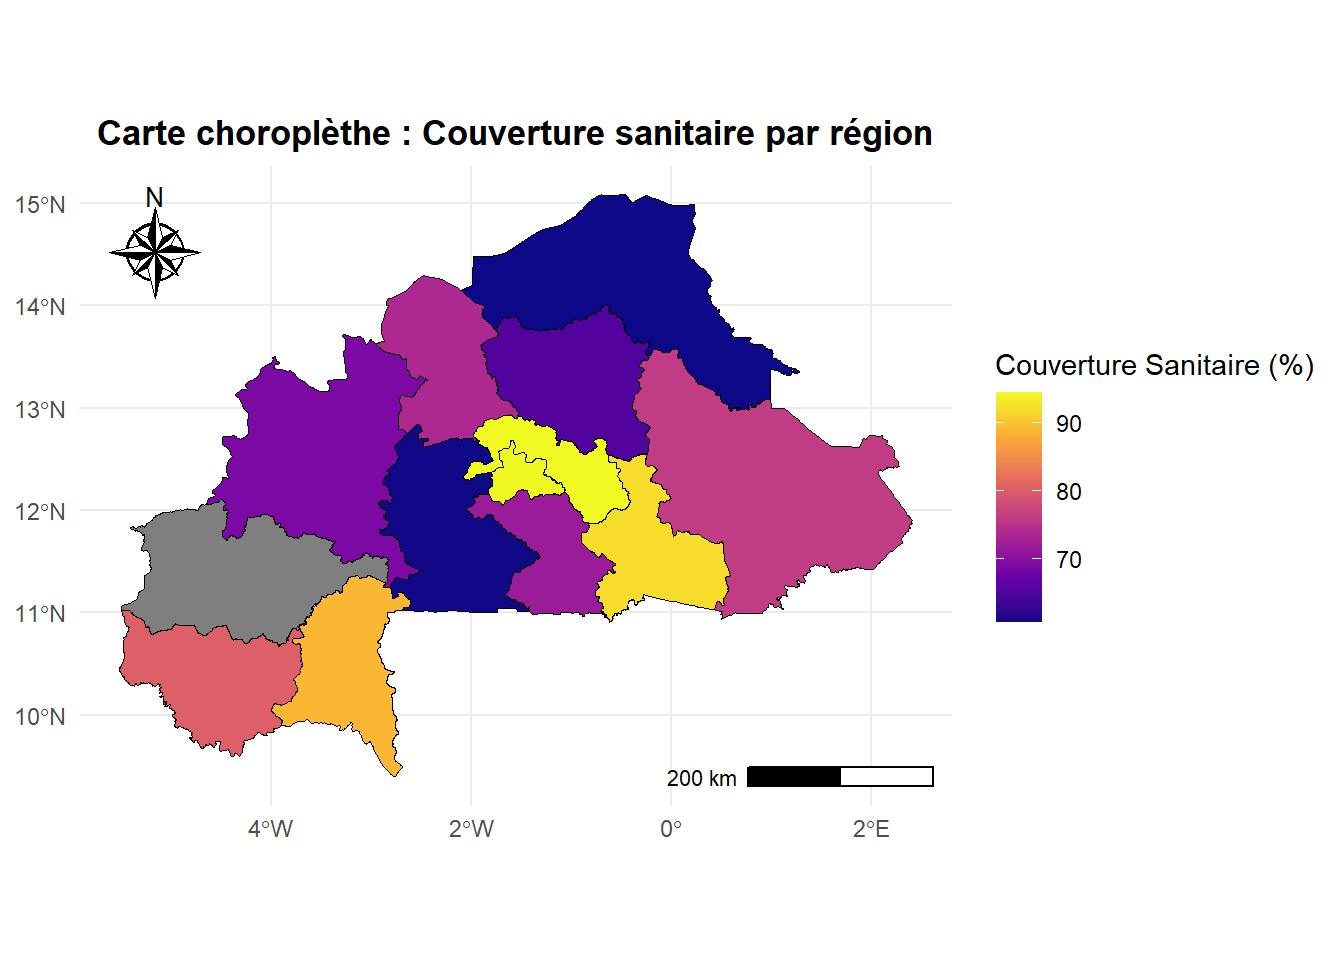 Carte choroplèthe : Couverture sanitaire par région
N
15°N
14°N
13°N
12°N
11°N
10°N
4°W
2°W
0°
2°E
200 km
Couverture Sanitaire (%)
90
80
70